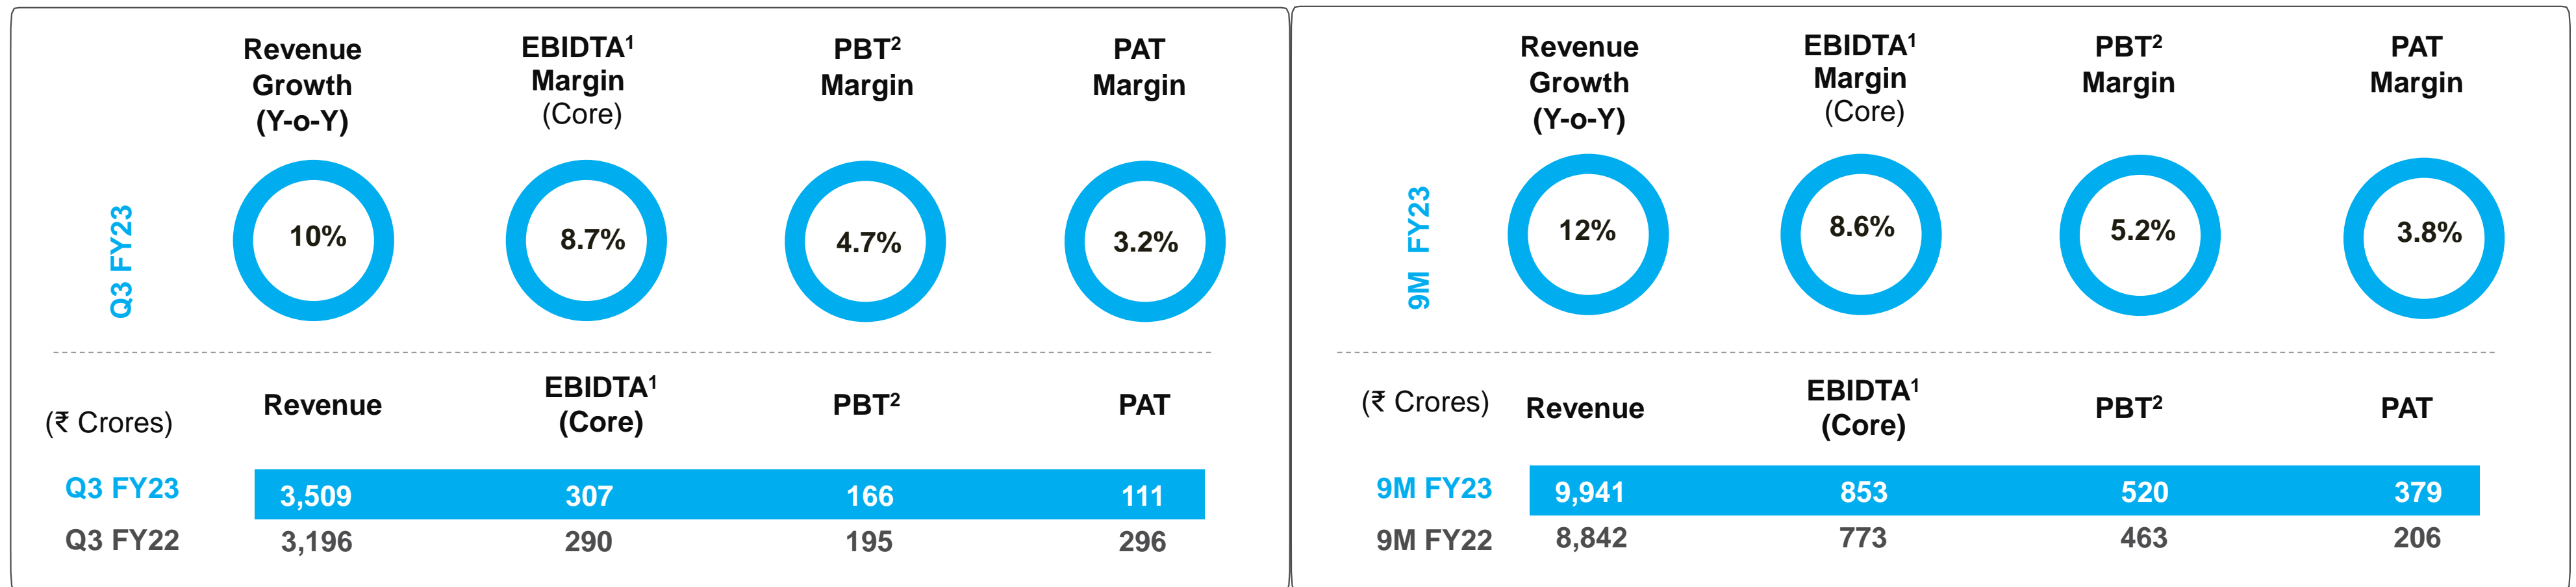 Revenue
Growth
(Y-o-Y)
EBIDTA¹
Margin
(Core)
PBT²
Margin
PAT
Margin
Q3 FY23
10%
8.7%
4.7%
3.2%
(₹ Crores)
Revenue
EBIDTA¹
(Core)
PBT²
PAT
Q3 FY23 3,509 307 166 111
Q3 FY22 3,196 290 195 296
Revenue
Growth
(Y-o-Y)
EBIDTA¹
Margin
(Core)
PBT²
Margin
PAT
Margin
9M FY23
12%
8.6%
5.2%
3.8%
(₹ Crores)
Revenue
EBIDTA¹
(Core)
PBT²
PAT
9M FY23 9,941 853 520 379
9M FY22 8,842 773 463 206